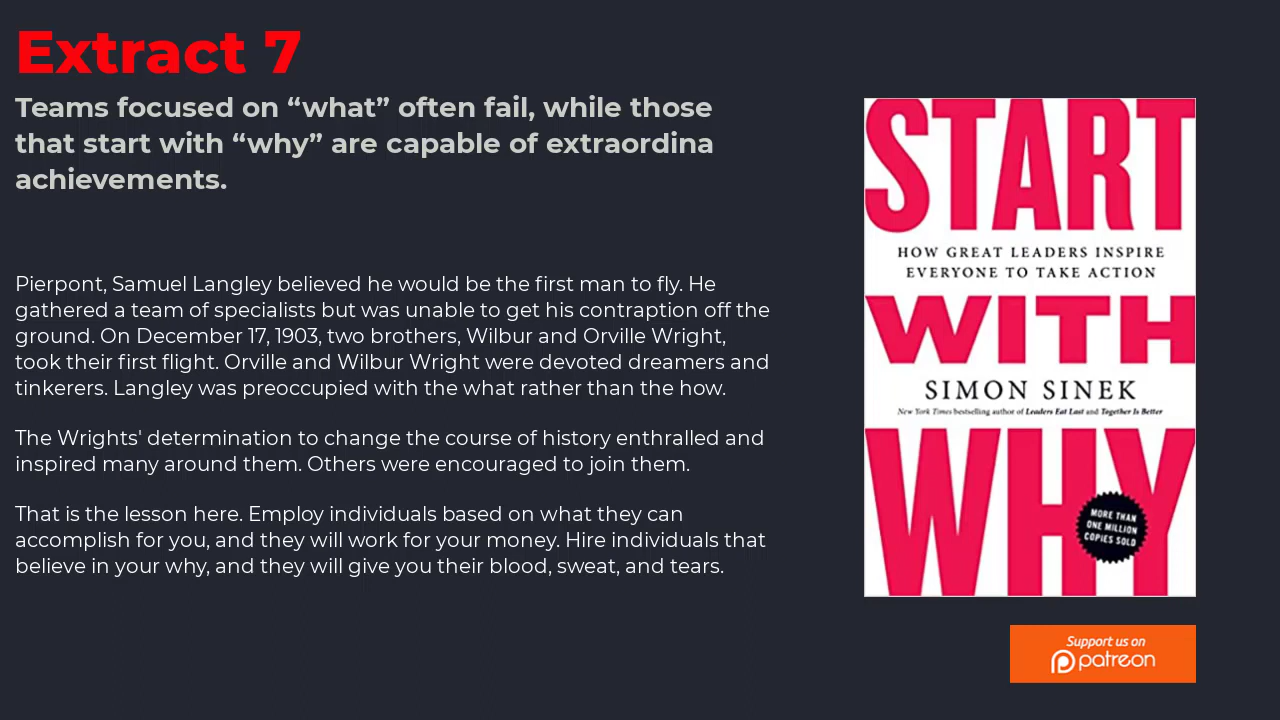 Extract 7
Teams focused on “what” often fail, while those
that start with “why” are capable of extraordina
achievements.
Pierpont, Samuel Langley believed he would be the first man to fly. He
gathered a team of specialists but was unable to get his contraption off the
ground. On December 17, 1903, two brothers, Wilbur and Orville Wright,
took their first flight. Orville and Wilbur Wright were devoted dreamers and
tinkerers. Langley was preoccupied with the what rather than the how.
The Wrights' determination to change the course of history enthralled and
inspired many around them. Others were encouraged to join them.
That is the lesson here. Employ individuals based on what they can
accomplish for you, and they will work for your money. Hire individuals that
believe in your why, and they will give you their blood, sweat, and tears.
START
HOW GREAT LEADERS INSPIRE
EVERYONE TO TAKE ACTION
WITH
SIMON SINEK
New York Times bestselling author of Leaders Eat Last and Together Is Better
WHY
MORE THAN
ONE MILLION
COPIES SOLD
Support us on
patreon